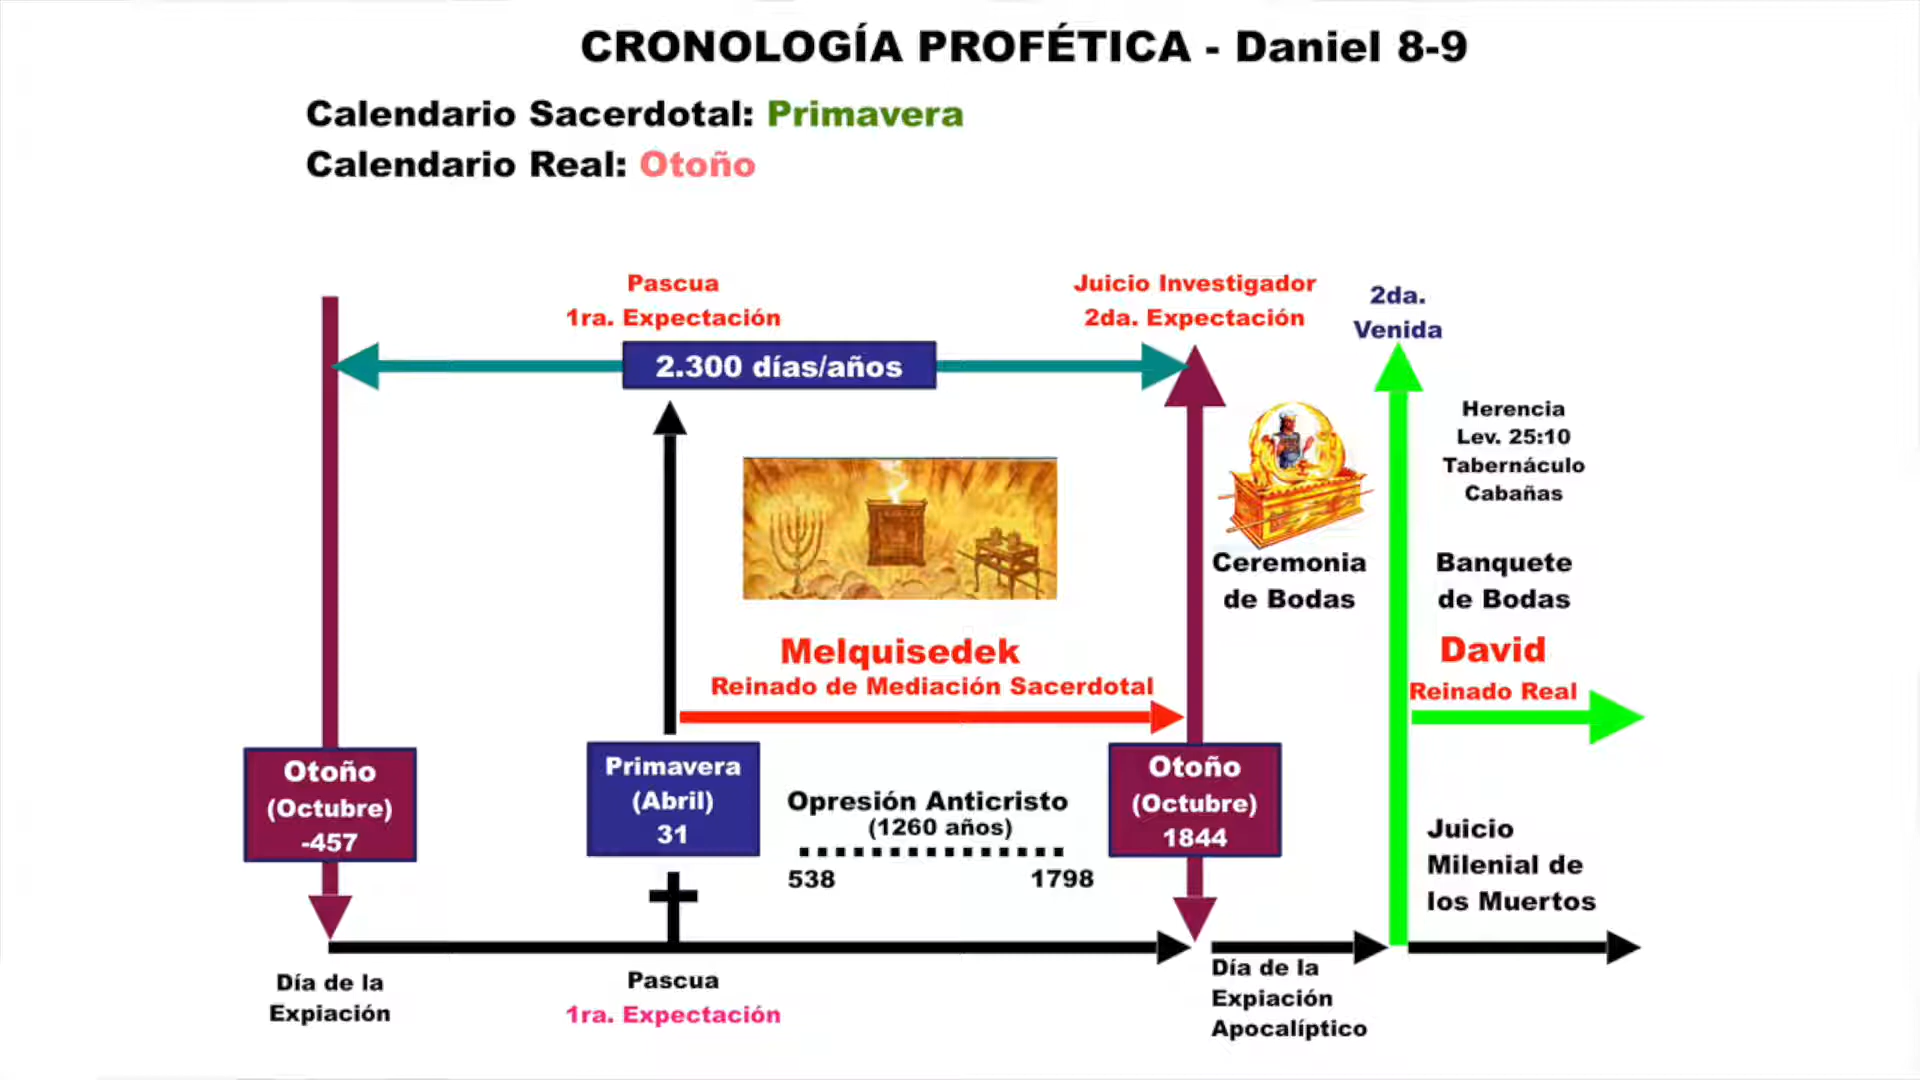 CRONOLOGÍA PROFÉTICA - Daniel 8-9
Calendario Sacerdotal: Primavera
Calendario Real: Otoño
Pascua
1ra. Expectación
Juicio Investigador
2da. Expectación
2da.
Venida
2.300 días/años
Herencia
Lev. 25:10
Tabernáculo
Cabañas
Ceremonia
de Bodas
Banquete
de Bodas
Melquisedek
Reinado de Mediación Sacerdotal
David
Reinado Real
Otoño
(Octubre)
-457
Primavera
(Abril)
31
Opresión Anticristo
(1260 años)
538 1798
Otoño
(Octubre)
1844
Juicio
Milenial de
los Muertos
Día de la
Expiación
Pascua
1ra. Expectación
Día de la
Expiación
Apocalíptico